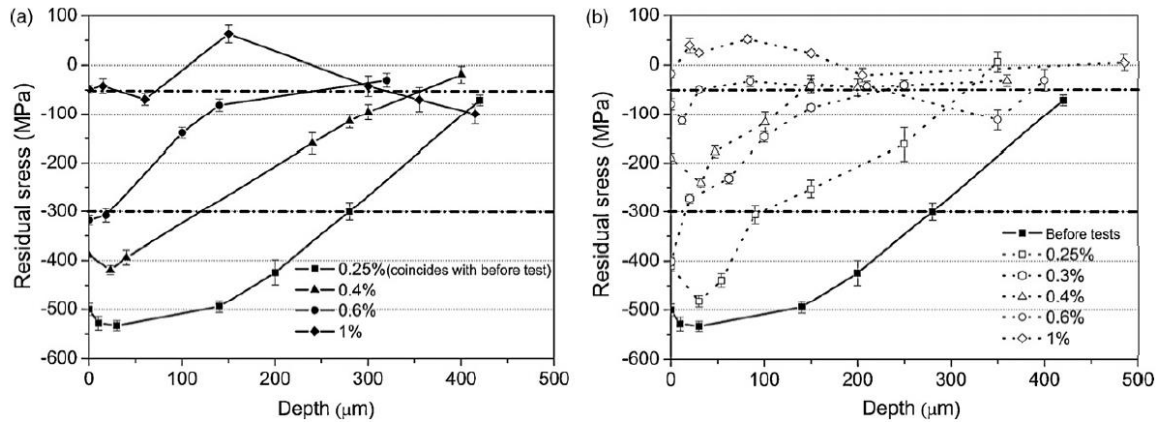 (a)
100
0
-100
-200
-300
-400
-500
-600
Residual sress (MPa)
0.25%(coincides with before test)
0.4%
0.6%
1%
0 100 200 300 400 500
Depth (μm)
(b)
100
0
-100
-200
-300
-400
-500
-600
Residual sress (MPa)
Before tests
0.25%
0.3%
0.4%
0.6%
1%
0 100 200 300 400 500
Depth (μm)